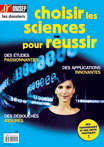 ONISEP
les dossiers
choisir les
sciences
pour réussir
DES ÉTUDES
PASSIONNANTES
DES APPLICATIONS
INNOVANTES
DES DÉBOUCHÉS
ASSURÉS